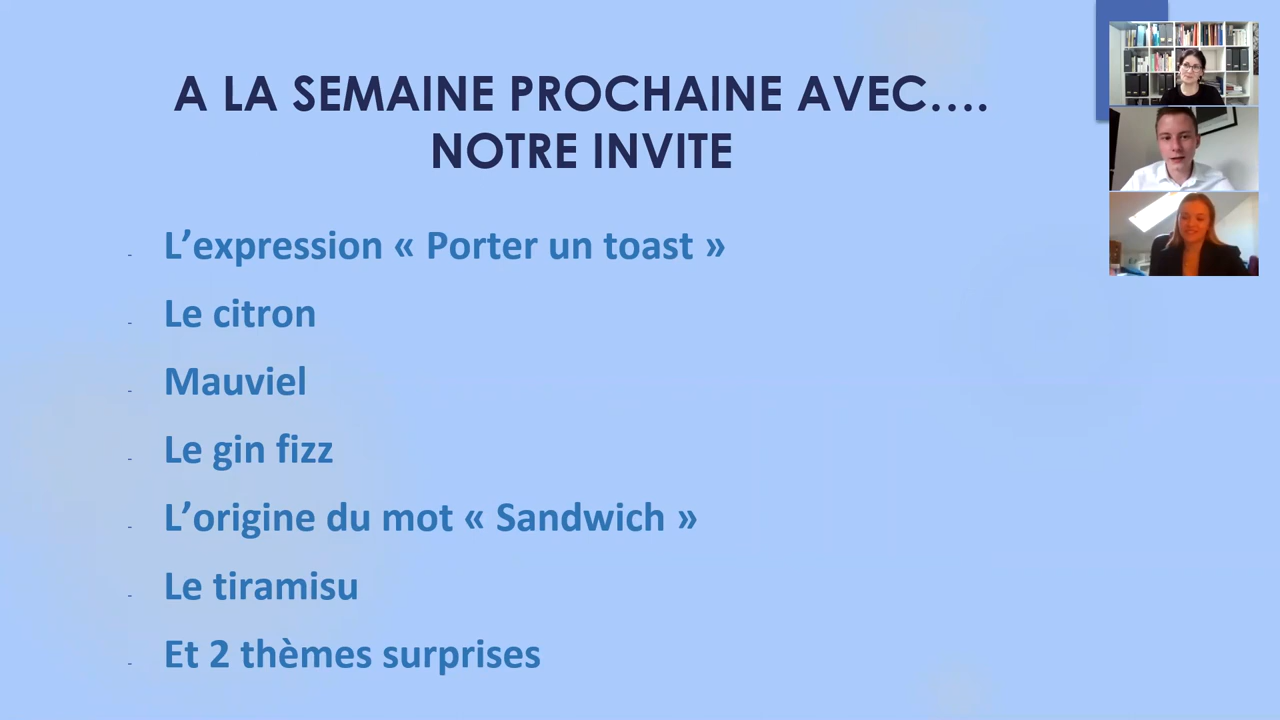 A LA SEMAINE PROCHAINE AVEC….
NOTRE INVITE
- L’expression « Porter un toast »
- Le citron
- Mauviel
- Le gin fizz
- L’origine du mot « Sandwich »
- Le tiramisu
- Et 2 thèmes surprises